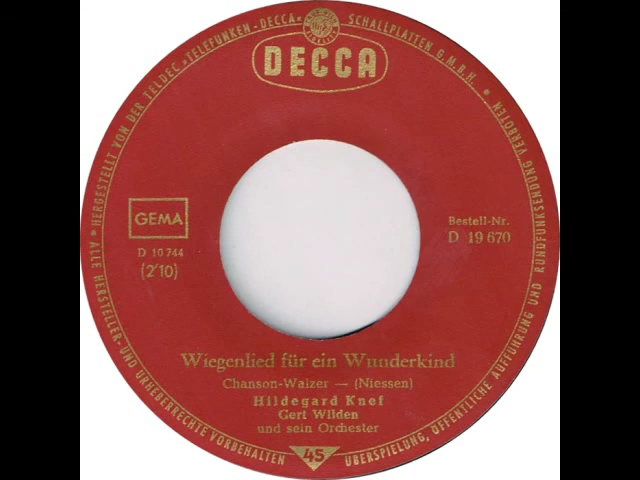 HERGESTELLT VON DER TELDEC »TELEFUNKEN - DECCA« SCHALLPLATTEN G.M.B.H.
DECCA
GEMA
D 10 744
(2'10)
Bestell-Nr.
D 19 670
Wiegenlied für ein Wunderkind
Chanson-Walzer — (Niessen)
Hildegard Knef
Gert Wilden
und sein Orchester
45
ALLE HERSTELLER- UND URHEBERRECHTE VORBEHALTEN
ÜBERSPIELUNG, ÖFFENTLICHE AUFFÜHRUNG UND RUNDFUNKSENDUNG VERBOTEN